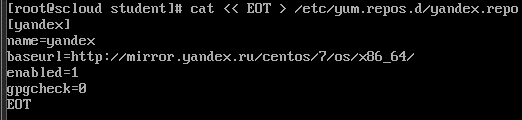 [root@scloud student]# cat << EOT > /etc/yum.repos.d/yandex.repo
[yandex]
name=yandex
baseurl=http://mirror.yandex.ru/centos/7/os/x86_64/
enabled=1
gpgcheck=0
EOT